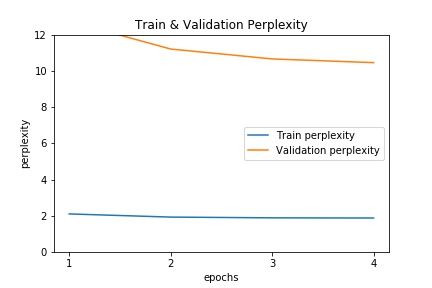 Train & Validation Perplexity
12
10
8
6
4
2
0
perplexity
Train perplexity
Validation perplexity
1 2 3 4
epochs